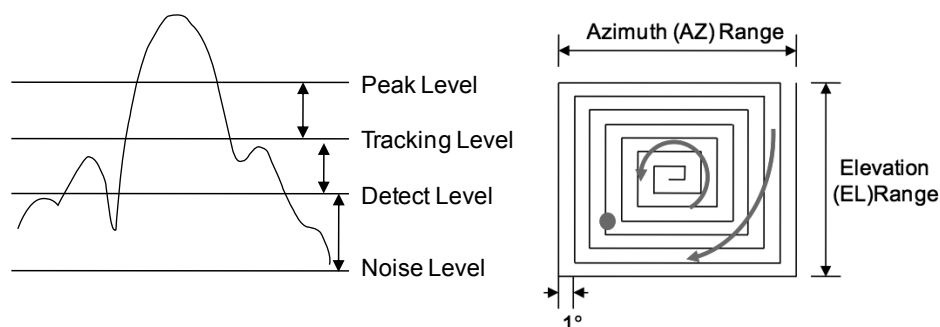 Peak Level
Tracking Level
Detect Level
Noise Level
Azimuth (AZ) Range
Elevation
(EL)Range
1°